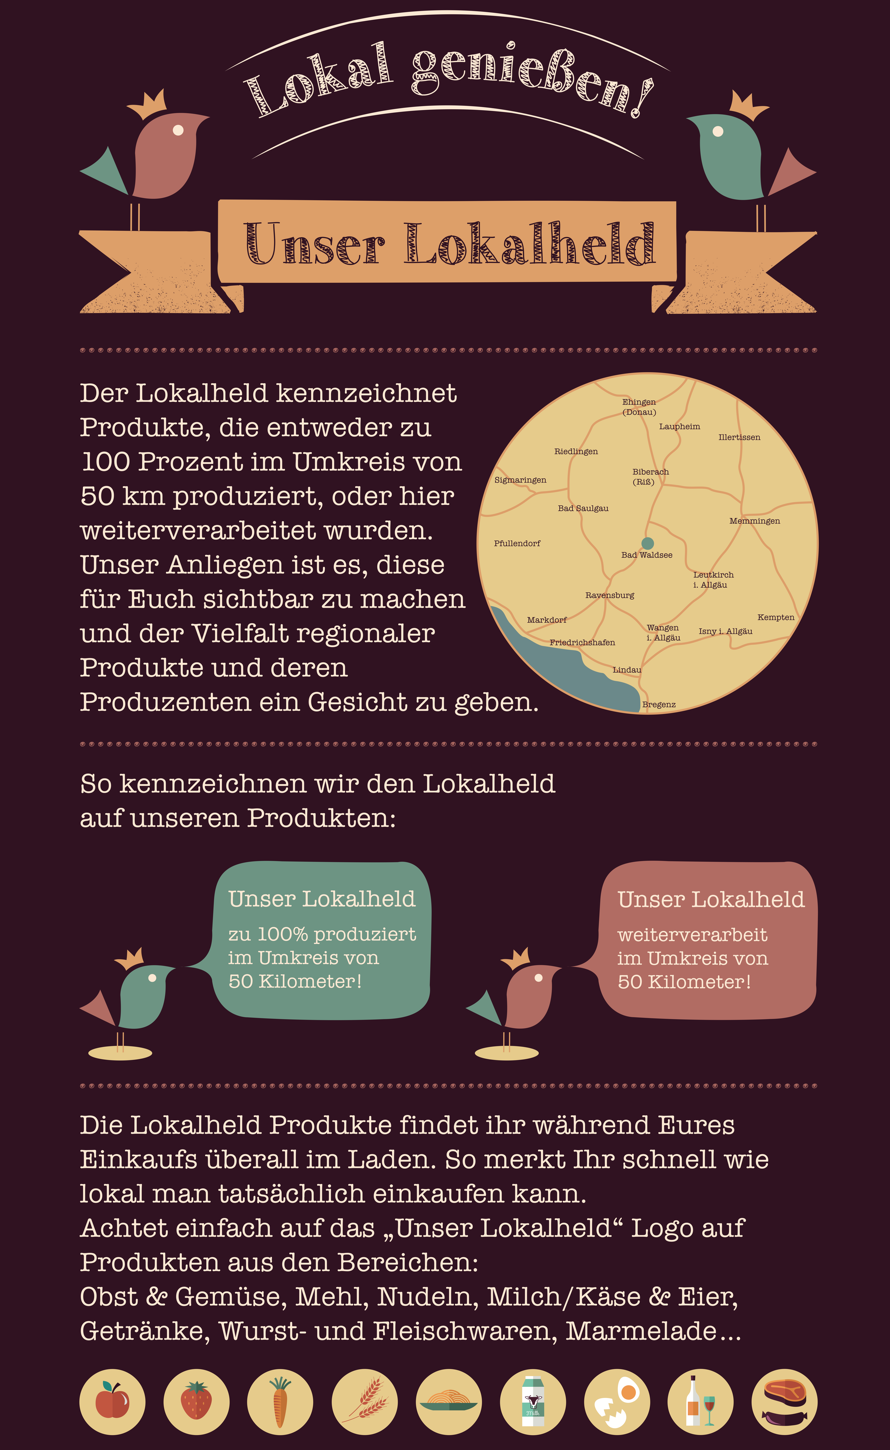 Lokal genießen!
Unser Lokalheld
Der Lokalheld kennzeichnet
Produkte, die entweder zu
100 Prozent im Umkreis von
50 km produziert, oder hier
weiterverarbeitet wurden.
Unser Anliegen ist es, diese
für Euch sichtbar zu machen
und der Vielfalt regionaler
Produkte und deren
Produzenten ein Gesicht zu geben.
Ehingen
(Donau)
Laupheim
Illertissen
Riedlingen
Biberach
(Riß)
Sigmaringen
Bad Saulgau
Memmingen
Pfullendorf
Bad Waldsee
Leutkirch
i. Allgäu
Ravensburg
Markdorf
Kempten
Wangen
i. Allgäu
Isny i. Allgäu
Friedrichshafen
Lindau
Bregenz
So kennzeichnen wir den Lokalheld
auf unseren Produkten:
Unser Lokalheld
zu 100% produziert
im Umkreis von
50 Kilometer!
Unser Lokalheld
weiterverarbeit
im Umkreis von
50 Kilometer!
Die Lokalheld Produkte findet ihr während Eures
Einkaufs überall im Laden. So merkt Ihr schnell wie
lokal man tatsächlich einkaufen kann.
Achtet einfach auf das „Unser Lokalheld“ Logo auf
Produkten aus den Bereichen:
Obst & Gemüse, Mehl, Nudeln, Milch/Käse & Eier,
Getränke, Wurst- und Fleischwaren, Marmelade...